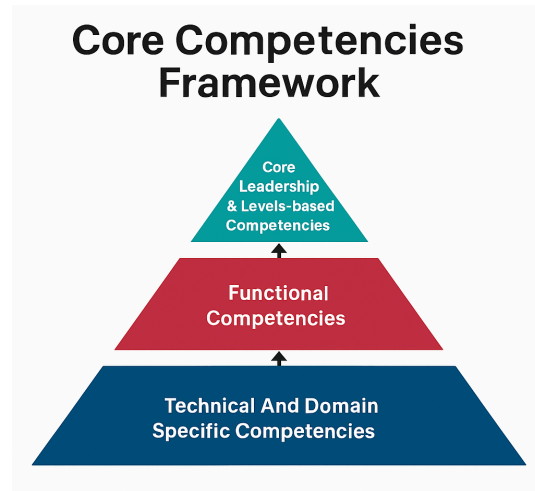 Core Competencies
Framework
Core
Leadership
& Levels-based
Competencies
Functional
Competencies
Technical And Domain
Specific Competencies